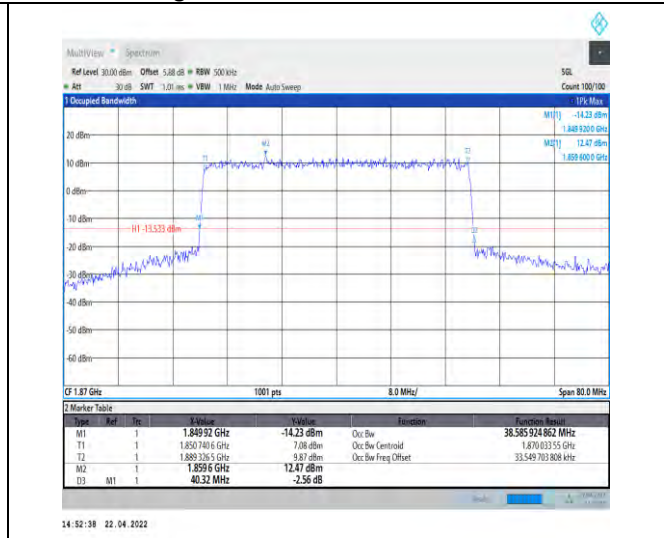 MultiView Spectrum
Ref Level 30.00 dBm Offset 5.88 dB RBW 500 kHz SGL
Att 30 dB SWT 1.01 ms VBW 1 MHz Mode Auto Sweep Count 100/100
1 Occupied Bandwidth 1Pk Max
M1[1] -14.23 dBm
1.849 920 0 GHz
M2[1] 12.47 dBm
1.859 600 0 GHz
20 dBm
M2
T1
T2
10 dBm
0 dBm
-10 dBm
M1
H1 -13.533 dBm
D3
-20 dBm
-30 dBm
-40 dBm
-50 dBm
-60 dBm
CF 1.87 GHz 1001 pts 8.0 MHz/ Span 80.0 MHz
2 Marker Table
Type Ref Trc X-Value Y-Value Function Function Result
M1 1 1.849 92 GHz -14.23 dBm Occ Bw 38.585 924 862 MHz
T1 1 1.850 740 6 GHz 7.08 dBm Occ Bw Centroid 1.870 033 55 GHz
T2 1 1.889 326 5 GHz 9.87 dBm Occ Bw Freq Offset 33.549 703 808 kHz
M2 1 1.859 6 GHz 12.47 dBm
D3 M1 1 40.32 MHz -2.56 dB
14:52:38 22.04.2022